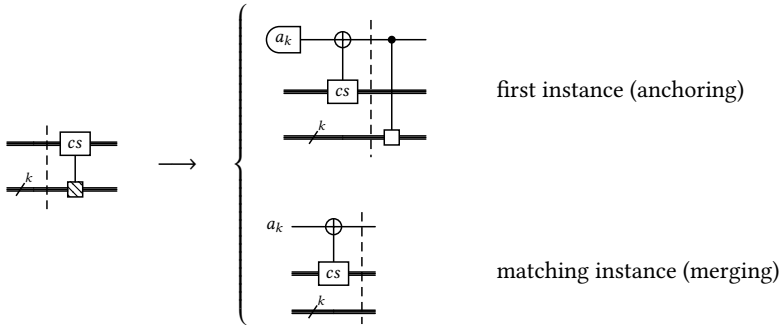 a_k
cs
first instance (anchoring)
k
cs
k
a_k
cs
matching instance (merging)
k